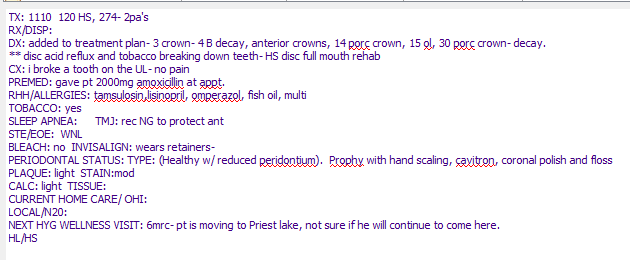 TX: 1110  120 HS, 274- 2pa's
RX/DISP:
DX: added to treatment plan- 3 crown- 4 B decay, anterior crowns, 14 porc crown, 15 ol, 30 porc crown- decay.
** disc acid reflux and tobacco breaking down teeth- HS disc full mouth rehab
CX: i broke a tooth on the UL- no pain
PREMED: gave pt 2000mg amoxicillin at appt.
RHH/ALLERGIES: tamsulosin,lisinopril, omperazol, fish oil, multi
TOBACCO: yes
SLEEP APNEA:      TMJ: rec NG to protect ant
STE/EOE:  WNL
BLEACH: no  INVISALIGN: wears retainers-
PERIODONTAL STATUS: TYPE: (Healthy w/ reduced peridontium).  Prophy with hand scaling, cavitron, coronal polish and floss
PLAQUE: light  STAIN:mod
CALC: light  TISSUE:
CURRENT HOME CARE/ OHI:
LOCAL/N20:
NEXT HYG WELLNESS VISIT: 6mrc- pt is moving to Priest lake, not sure if he will continue to come here.
HL/HS